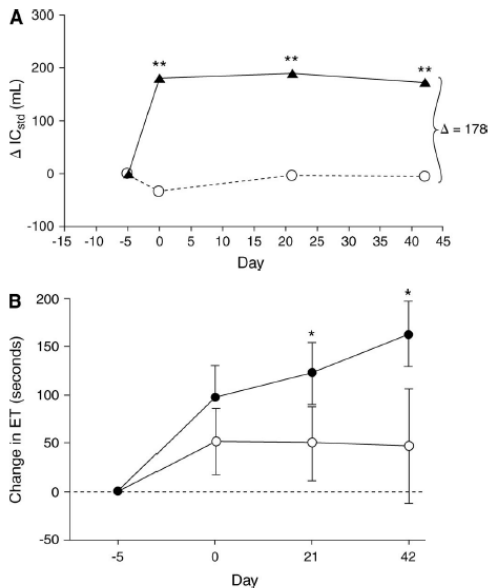 A
300
200
100
0
-100
Δ IC_std (mL)
**
**
**
Δ = 178
-15 -10 -5 0 5 10 15 20 25 30 35 40 45
Day
B
200
150
100
50
0
-50
Change in ET (seconds)
*
*
-5 0 21 42
Day